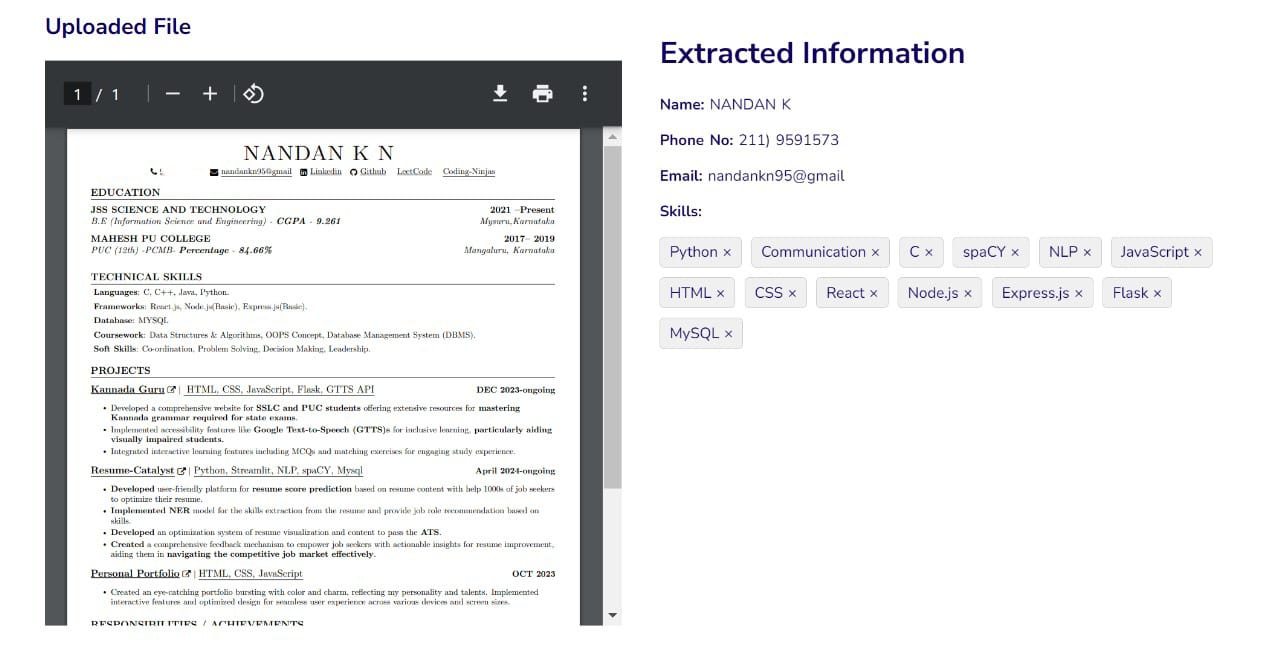 Uploaded File
1 / 1
NANDAN K N
nandankn95@gmail Linkedin Github LeetCode Coding-Ninjas
EDUCATION
JSS SCIENCE AND TECHNOLOGY 2021 –Present
B.E (Information Science and Engineering) - CGPA - 9.261 Mysuru,Karnataka
MAHESH PU COLLEGE 2017– 2019
PUC (12th) -PCMB- Percentage - 84.66% Mangaluru, Karnataka
TECHNICAL SKILLS
Languages: C, C++, Java, Python.
Frameworks: React.js, Node.js(Basic), Express.js(Basic).
Database: MYSQL
Coursework: Data Structures & Algorithms, OOPS Concept, Database Management System (DBMS).
Soft Skills: Co-ordination, Problem Solving, Decision Making, Leadership.
PROJECTS
Kannada Guru | HTML, CSS, JavaScript, Flask, GTTS API DEC 2023-ongoing
• Developed a comprehensive website for SSLC and PUC students offering extensive resources for mastering
Kannada grammar required for state exams.
• Implemented accessibility features like Google Text-to-Speech (GTTS)s for inclusive learning, particularly aiding
visually impaired students.
• Integrated interactive learning features including MCQs and matching exercises for engaging study experience.
Resume-Catalyst | Python, Streamlit, NLP, spaCY, Mysql April 2024-ongoing
• Developed user-friendly platform for resume score prediction based on resume content with help 1000s of job seekers
to optimize their resume.
• Implemented NER model for the skills extraction from the resume and provide job role recommendation based on
skills.
• Developed an optimization system of resume visualization and content to pass the ATS.
• Created a comprehensive feedback mechanism to empower job seekers with actionable insights for resume improvement,
aiding them in navigating the competitive job market effectively.
Personal Portfolio | HTML, CSS, JavaScript OCT 2023
• Created an eye-catching portfolio bursting with color and charm, reflecting my personality and talents. Implemented
interactive features and optimized design for seamless user experience across various devices and screen sizes.
RESPONSIBILITIES / ACHIEVEMENTS
Extracted Information
Name: NANDAN K
Phone No: 211) 9591573
Email: nandankn95@gmail
Skills:
Python × Communication × C × spaCY × NLP × JavaScript ×
HTML × CSS × React × Node.js × Express.js × Flask ×
MySQL ×